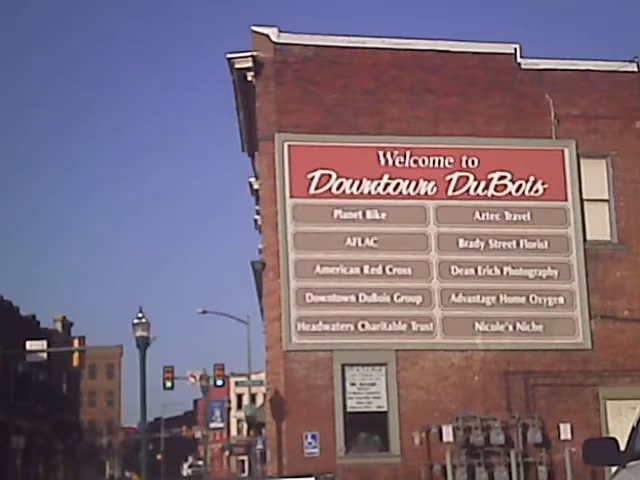 Welcome to
Downtown DuBois
Planet Bike
Aztec Travel
AFLAC
Brady Street Florist
American Red Cross
Dean Erich Photography
Downtown DuBois Group
Advantage Home Oxygen
Headwaters Charitable Trust
Nicole's Niche